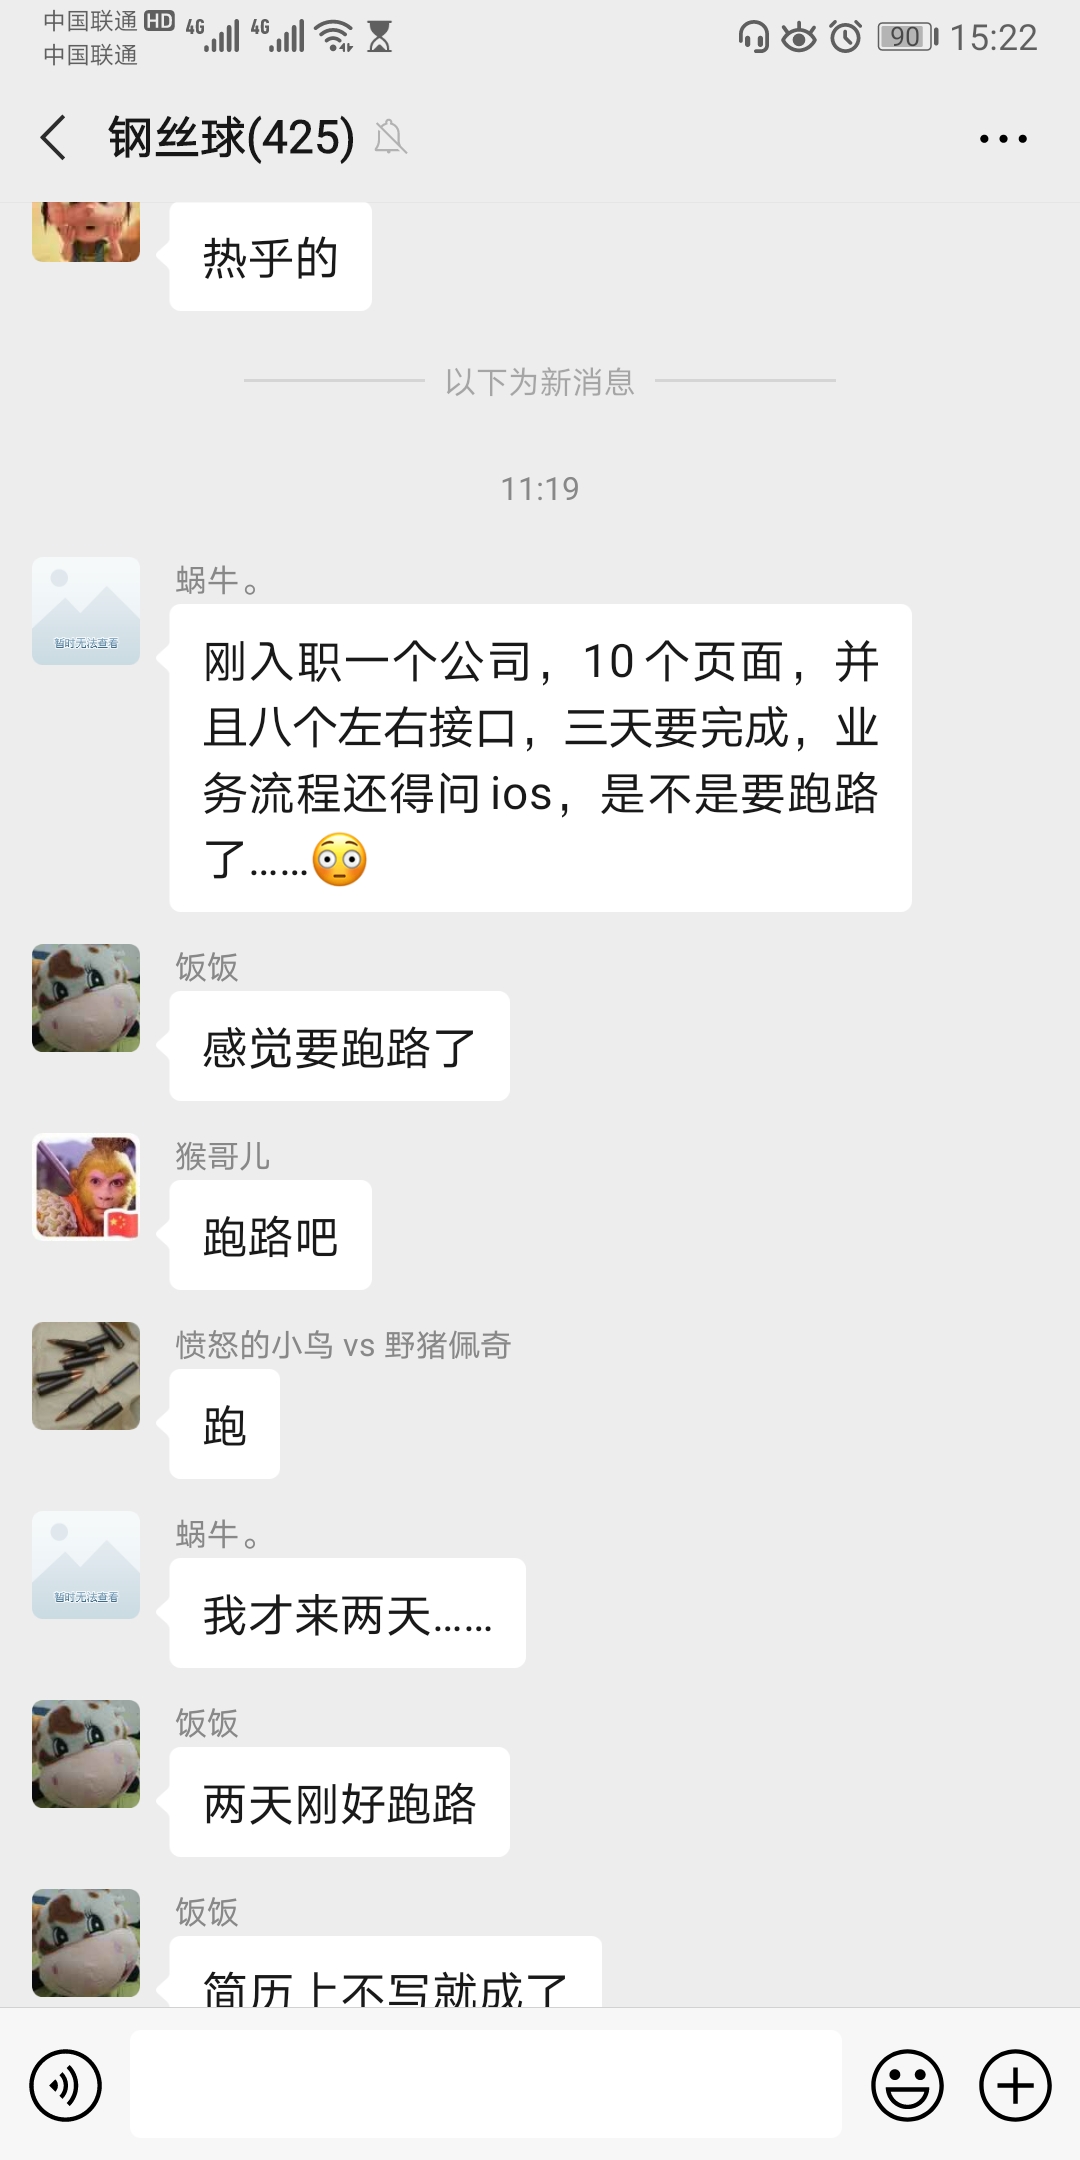 中国联通 HD 4G 4G 90 15:22
中国联通
钢丝球(425)
热乎的
以下为新消息
11:19
蜗牛。
暂时无法查看
刚入职一个公司，10个页面，并
且八个左右接口，三天要完成，业
务流程还得问ios，是不是要跑路
了……😳
饭饭
感觉要跑路了
猴哥儿
跑路吧
愤怒的小鸟 vs 野猪佩奇
跑
蜗牛。
暂时无法查看
我才来两天……
饭饭
两天刚好跑路
饭饭
简历上不写就成了